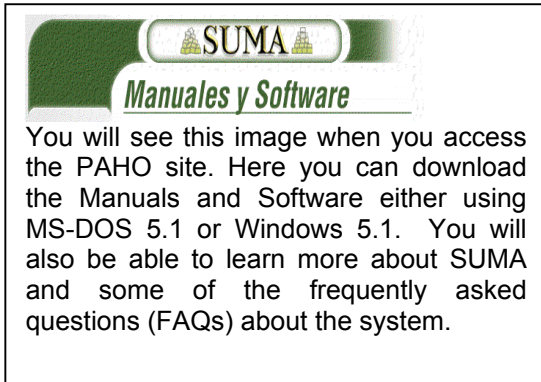 SUMA
Manuales y Software
You will see this image when you access
the PAHO site. Here you can download
the Manuals and Software either using
MS-DOS 5.1 or Windows 5.1. You will
also be able to learn more about SUMA
and some of the frequently asked
questions (FAQs) about the system.